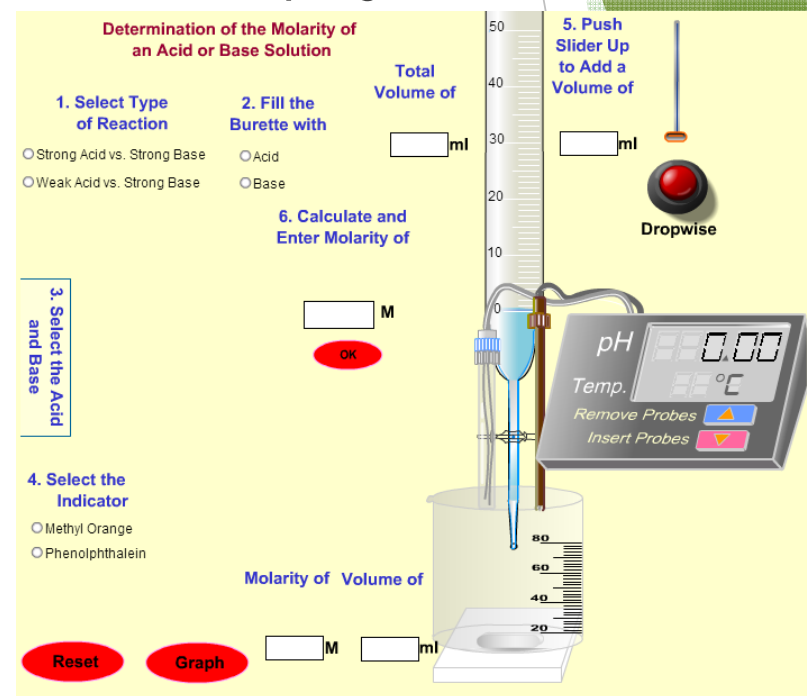 Determination of the Molarity of
an Acid or Base Solution
1. Select Type
of Reaction
Strong Acid vs. Strong Base
Weak Acid vs. Strong Base
2. Fill the
Burette with
Acid
Base
Total
Volume of
ml
50
40
30
20
10
0
5. Push
Slider Up
to Add a
Volume of
ml
Dropwise
6. Calculate and
Enter Molarity of
M
OK
3. Select the Acid
and Base
pH
0.00
Temp.
°C
Remove Probes
Insert Probes
4. Select the
Indicator
Methyl Orange
Phenolphthalein
80
60
40
20
Molarity of
Volume of
M
ml
Reset
Graph